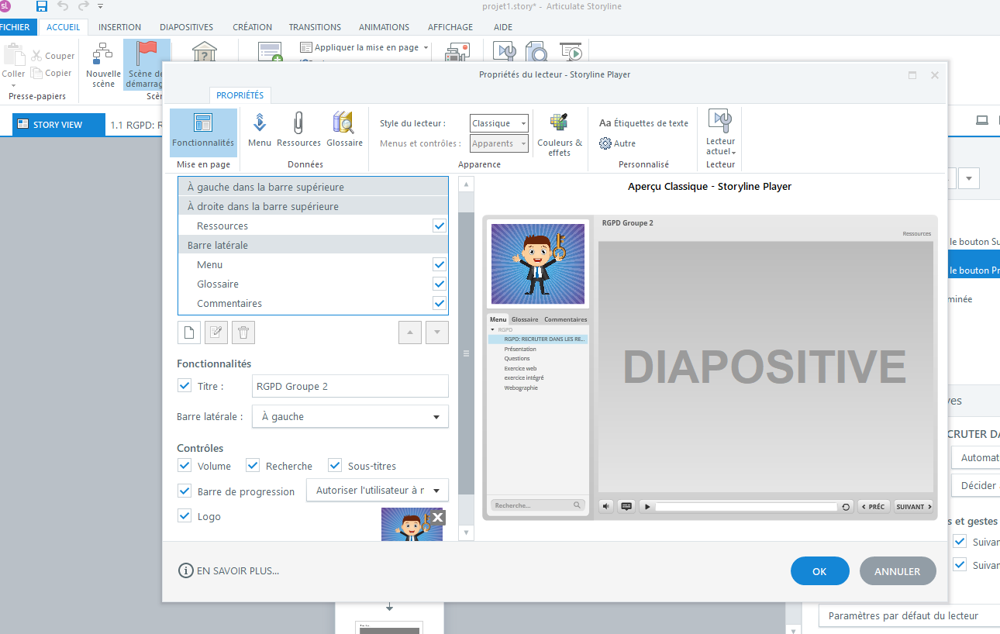 sl
projet1.story* - Articulate Storyline
FICHIER ACCUEIL INSERTION DIAPOSITIVES CRÉATION TRANSITIONS ANIMATIONS AFFICHAGE AIDE
Coller
Couper
Copier
Presse-papiers
Nouvelle
scène
Scène de
démarrag
Scèn
Appliquer la mise en page
STORY VIEW
1.1 RGPD: R
Propriétés du lecteur - Storyline Player
PROPRIÉTÉS
Fonctionnalités
Mise en page
Menu Ressources Glossaire
Données
Style du lecteur : Classique
Menus et contrôles : Apparents
Couleurs &
effets
Apparence
Aa Étiquettes de texte
Autre
Personnalisé
Lecteur
actuel
Lecteur
À gauche dans la barre supérieure
À droite dans la barre supérieure
Ressources
Barre latérale
Menu
Glossaire
Commentaires
Fonctionnalités
Titre : RGPD Groupe 2
Barre latérale : À gauche
Contrôles
Volume Recherche Sous-titres
Barre de progression Autoriser l'utilisateur à n
Logo
Aperçu Classique - Storyline Player
RGPD Groupe 2
Ressources
Menu Glossaire Commentaires
RGPD
RGPD: RECRUTER DANS LES RE...
Présentation
Questions
Exercice web
exercice intégré
Webographie
Recherche...
DIAPOSITIVE
PRÉC SUIVANT
EN SAVOIR PLUS...
OK ANNULER
le bouton Su
le bouton Pr
minée
ves
CRUTER DA
Automat
Décider
s et gestes
Suivan
Suivan
Paramètres par défaut du lecteur